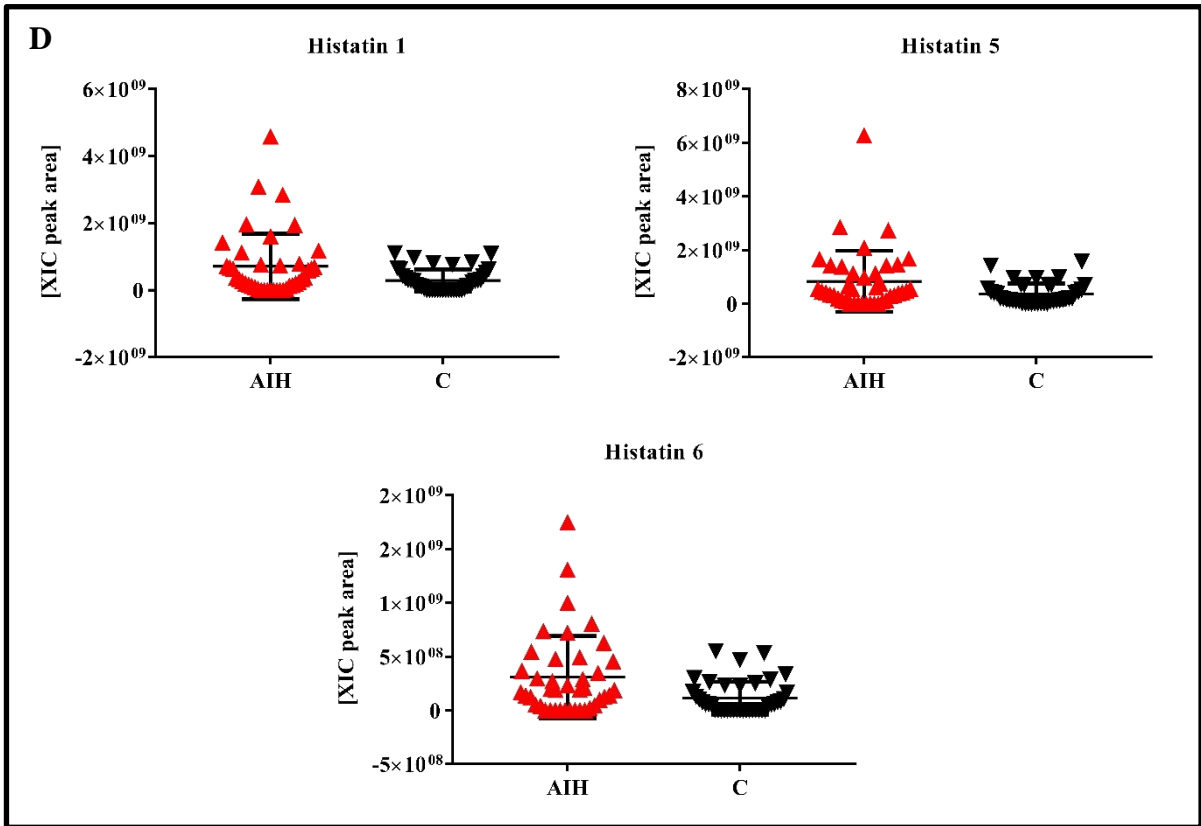 D
Histatin 1
[XIC peak area]
6×10⁰⁹
4×10⁰⁹
2×10⁰⁹
0
-2×10⁰⁹
AIH C
Histatin 5
[XIC peak area]
8×10⁰⁹
6×10⁰⁹
4×10⁰⁹
2×10⁰⁹
0
-2×10⁰⁹
AIH C
Histatin 6
[XIC peak area]
2×10⁰⁹
2×10⁰⁹
1×10⁰⁹
5×10⁰⁸
0
-5×10⁰⁸
AIH C